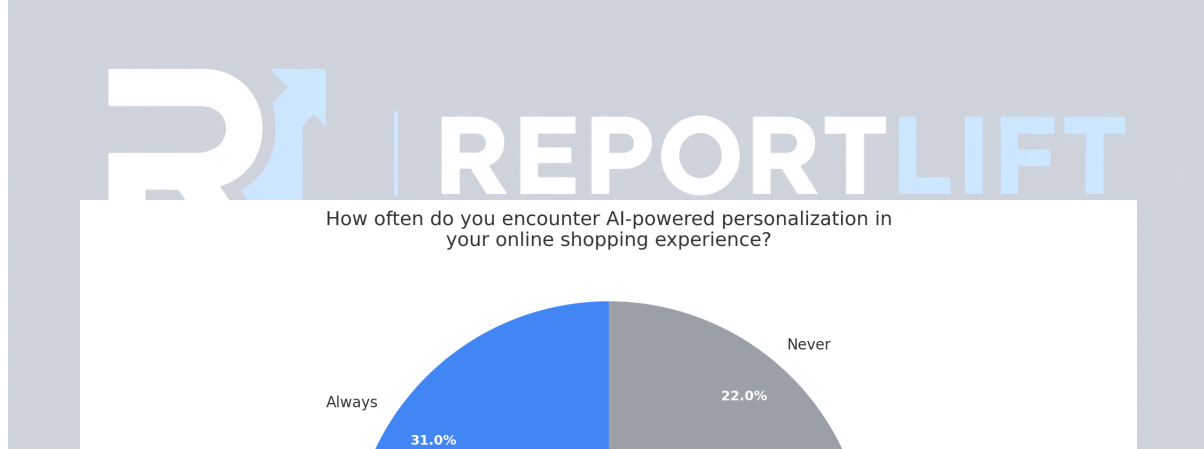 REPORTLIFT
How often do you encounter AI-powered personalization in
your online shopping experience?
Never
22.0%
Always
31.0%